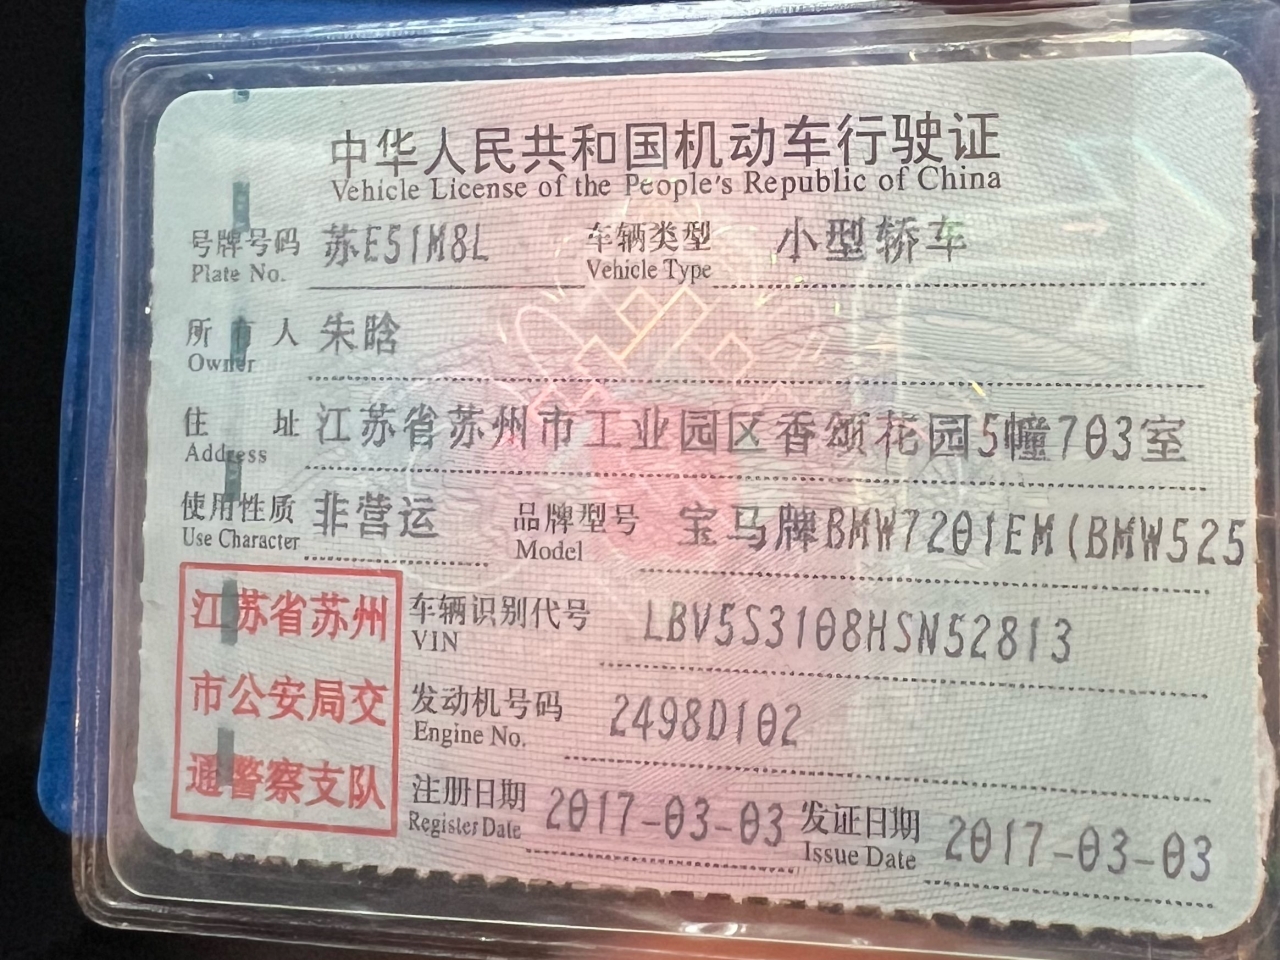 中华人民共和国机动车行驶证
Vehicle License of the People's Republic of China
号牌号码 苏E51M8L 车辆类型 小型轿车
Plate No. Vehicle Type
所有人 朱晗
Owner
住址 江苏省苏州市工业园区香颂花园5幢703室
Address
使用性质 非营运 品牌型号 宝马牌BMW7201EM(BMW525
Use Character Model
江苏省苏州
市公安局交
通警察支队
车辆识别代号 LBV5S3108HSN52813
VIN
发动机号码 2498D102
Engine No.
注册日期 2017-03-03 发证日期 2017-03-03
Register Date Issue Date